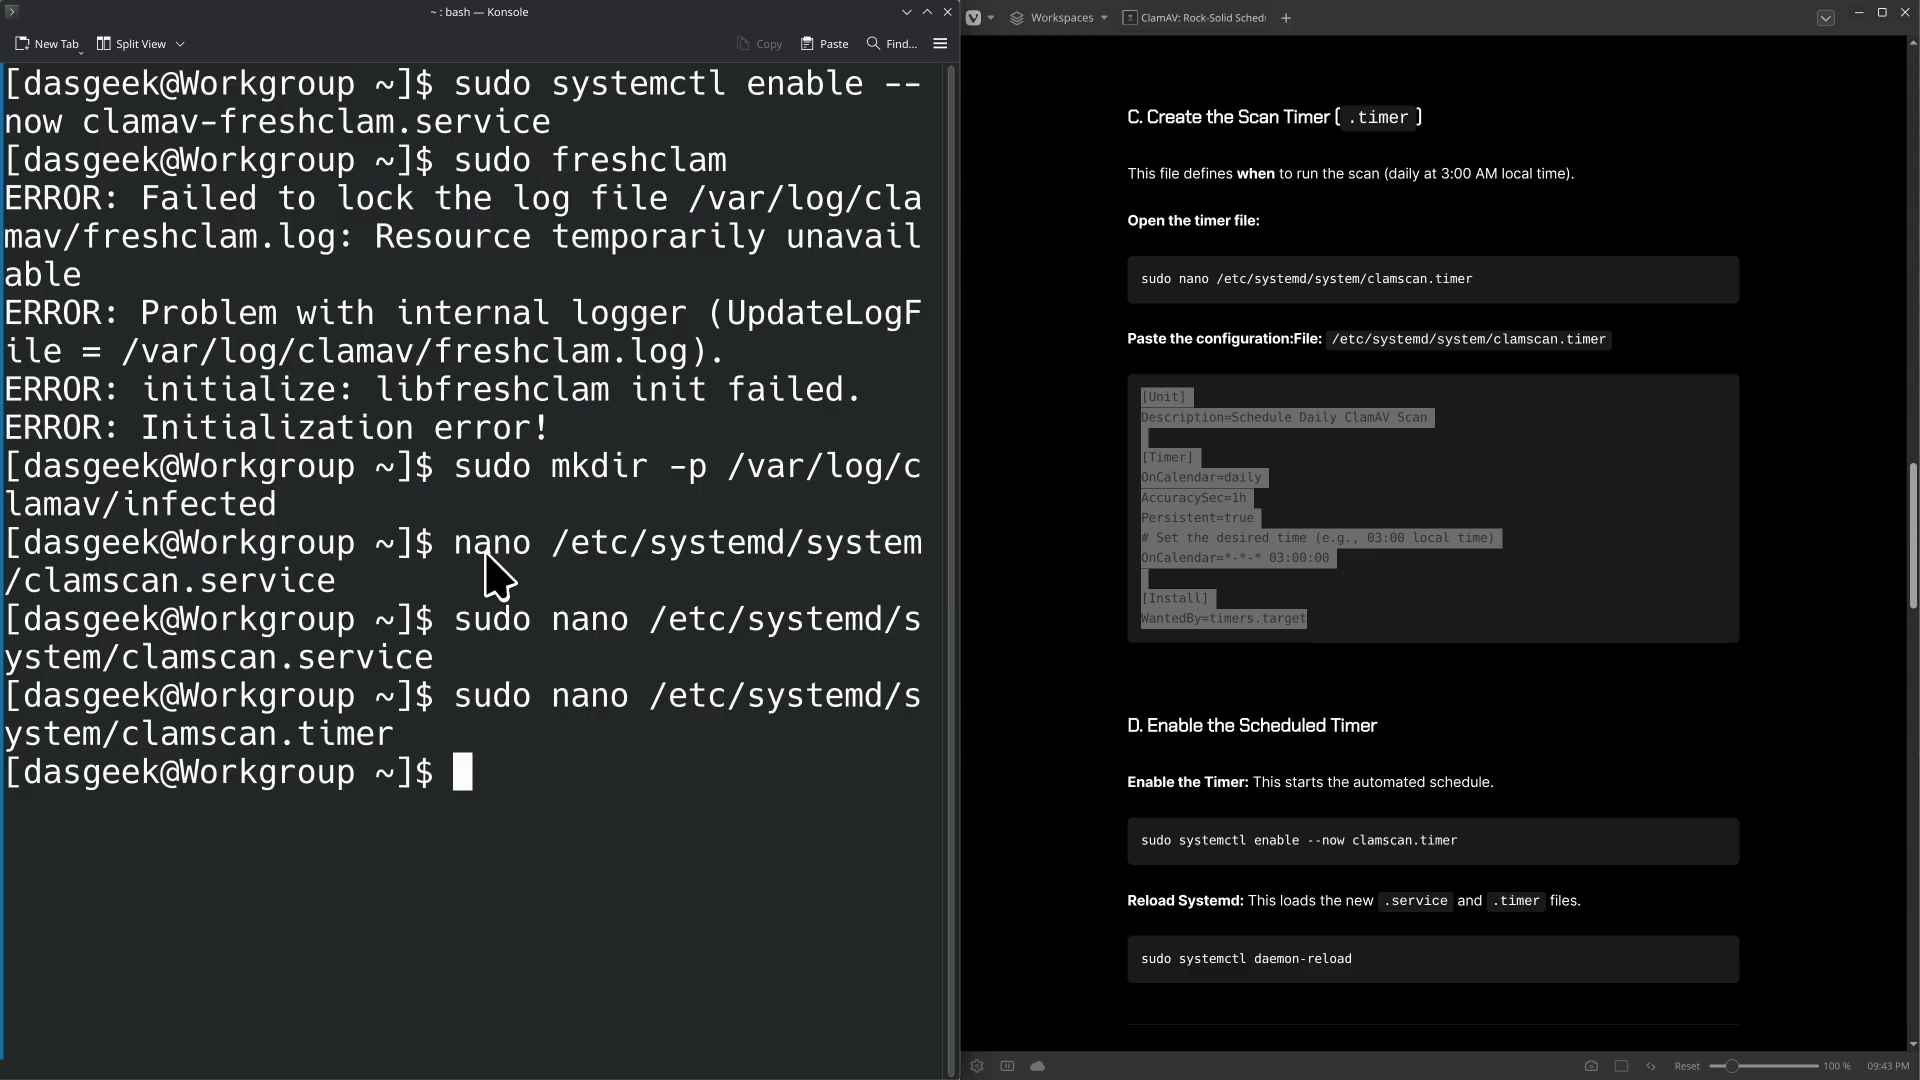 ~ : bash — Konsole
New Tab
Split View
Copy
Paste
Find...
[dasgeek@Workgroup ~]$ sudo systemctl enable --
now clamav-freshclam.service
[dasgeek@Workgroup ~]$ sudo freshclam
ERROR: Failed to lock the log file /var/log/cla
mav/freshclam.log: Resource temporarily unavail
able
ERROR: Problem with internal logger (UpdateLogF
ile = /var/log/clamav/freshclam.log).
ERROR: initialize: libfreshclam init failed.
ERROR: Initialization error!
[dasgeek@Workgroup ~]$ sudo mkdir -p /var/log/c
lamav/infected
[dasgeek@Workgroup ~]$ nano /etc/systemd/system
/clamscan.service
[dasgeek@Workgroup ~]$ sudo nano /etc/systemd/s
ystem/clamscan.service
[dasgeek@Workgroup ~]$ sudo nano /etc/systemd/s
ystem/clamscan.timer
[dasgeek@Workgroup ~]$
Workspaces
ClamAV: Rock-Solid Sched
C. Create the Scan Timer [ .timer ]
This file defines when to run the scan (daily at 3:00 AM local time).
Open the timer file:
sudo nano /etc/systemd/system/clamscan.timer
Paste the configuration:File: /etc/systemd/system/clamscan.timer
[Unit]
Description=Schedule Daily ClamAV Scan
[Timer]
OnCalendar=daily
AccuracySec=1h
Persistent=true
# Set the desired time (e.g., 03:00 local time)
OnCalendar=*-*-* 03:00:00
[Install]
WantedBy=timers.target
D. Enable the Scheduled Timer
Enable the Timer: This starts the automated schedule.
sudo systemctl enable --now clamscan.timer
Reload Systemd: This loads the new .service and .timer files.
sudo systemctl daemon-reload
Reset
100 %
09:43 PM